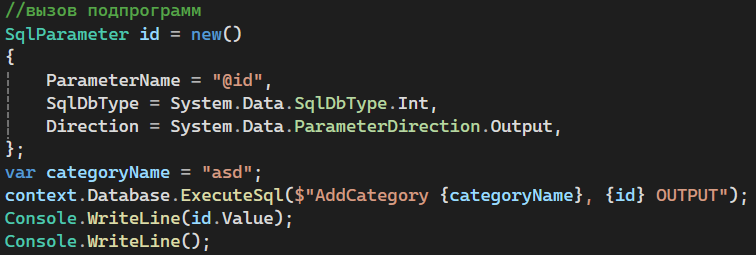 //вызов подпрограмм
SqlParameter id = new()
{
    ParameterName = "@id",
    SqlDbType = System.Data.SqlDbType.Int,
    Direction = System.Data.ParameterDirection.Output,
};
var categoryName = "asd";
context.Database.ExecuteSql($"AddCategory {categoryName}, {id} OUTPUT");
Console.WriteLine(id.Value);
Console.WriteLine();